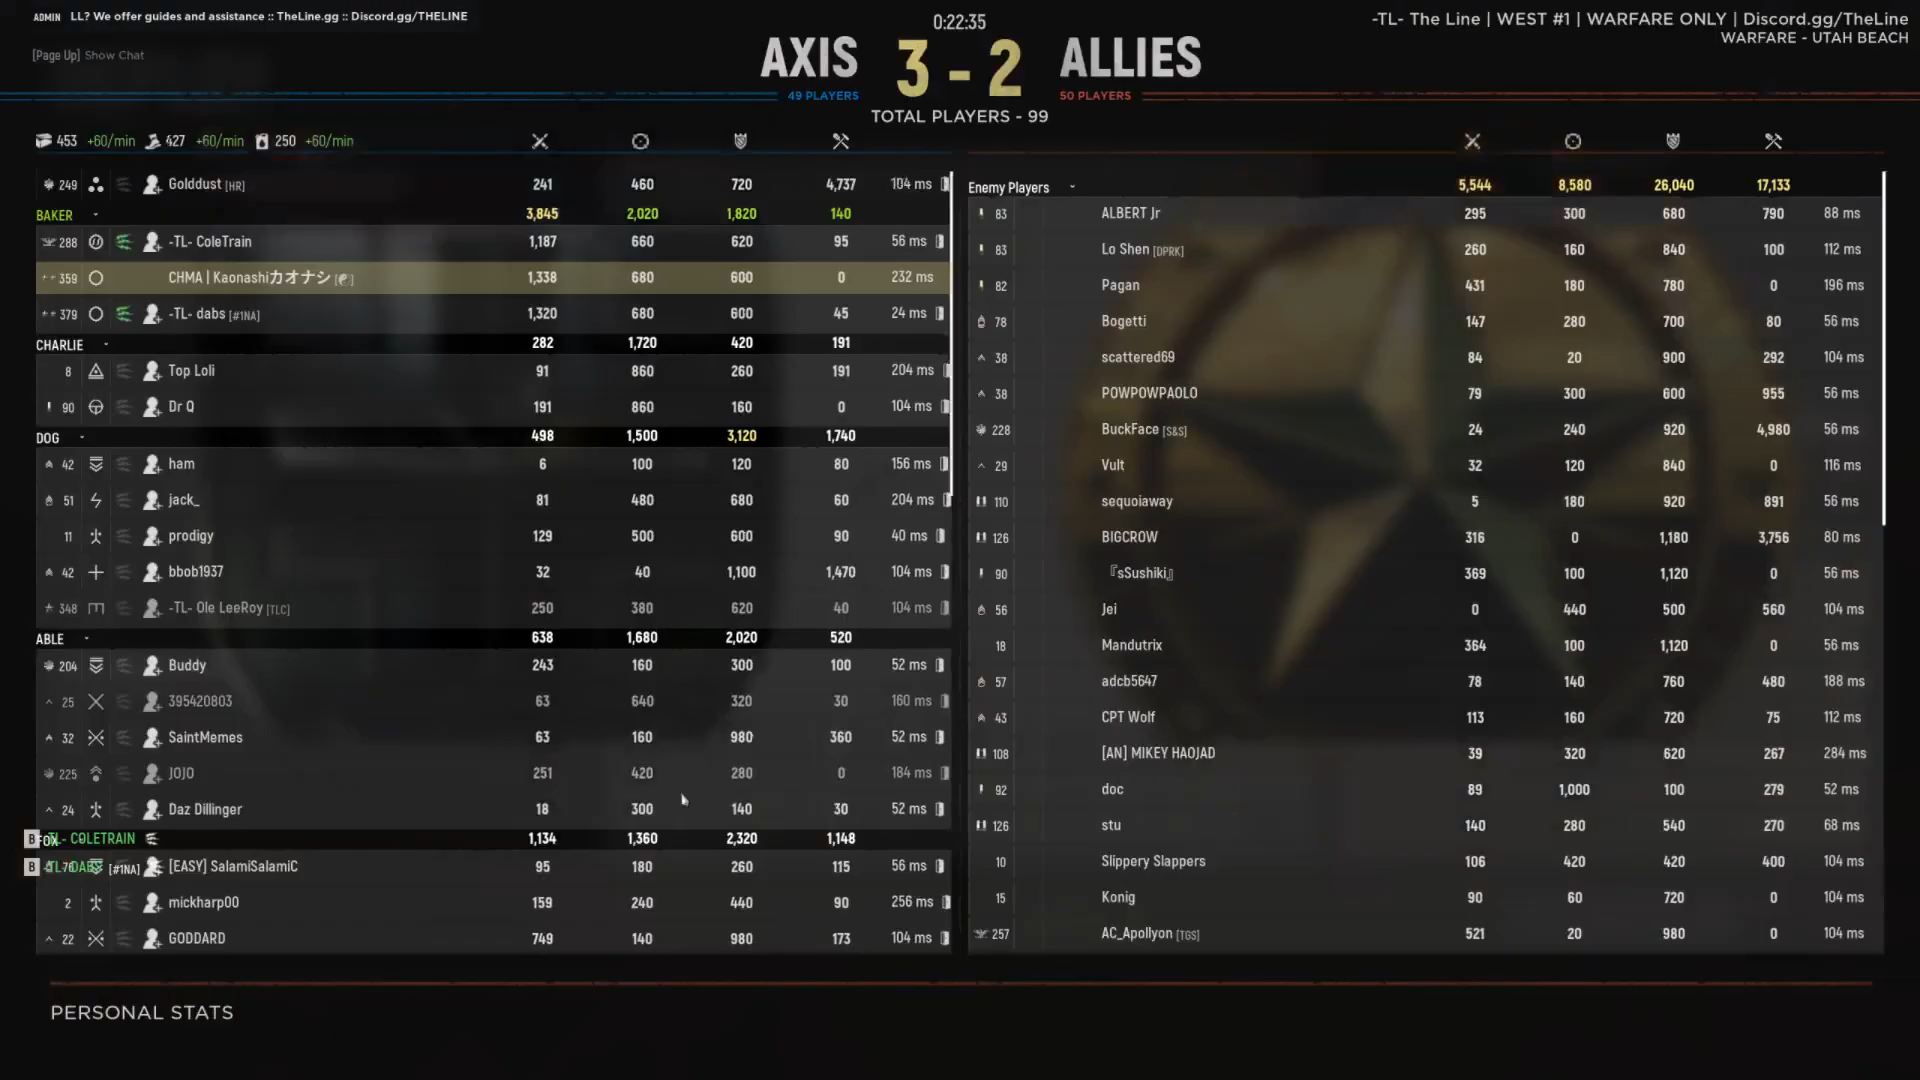 ADMIN LL? We offer guides and assistance :: TheLine.gg :: Discord.gg/THELINE
[Page Up] Show Chat
0:22:35
AXIS 3 - 2 ALLIES
49 PLAYERS 50 PLAYERS
TOTAL PLAYERS - 99
-TL- The Line | WEST #1 | WARFARE ONLY | Discord.gg/TheLine
WARFARE - UTAH BEACH
453 +60/min 427 +60/min 250 +60/min
249 Golddust [HR] 241 460 720 4,737 104 ms
BAKER 3,845 2,020 1,820 140
288 -TL- ColeTrain 1,187 660 620 95 56 ms
359 CHMA | Kaonashiカオナシ 1,338 680 600 0 232 ms
379 -TL- dabs [#1NA] 1,320 680 600 45 24 ms
CHARLIE 282 1,720 420 191
8 Top Loli 91 860 260 191 204 ms
90 Dr Q 191 860 160 0 104 ms
DOG 498 1,500 3,120 1,740
42 ham 6 100 120 80 156 ms
51 jack_ 81 480 680 60 204 ms
11 prodigy 129 500 600 90 40 ms
42 bbob1937 32 40 1,100 1,470 104 ms
348 -TL- Ole LeeRoy [TLC] 250 380 620 40 104 ms
ABLE 638 1,680 2,020 520
204 Buddy 243 160 300 100 52 ms
25 395420803 63 640 320 30 160 ms
32 SaintMemes 63 160 980 360 52 ms
225 JOJO 251 420 280 0 184 ms
24 Daz Dillinger 18 300 140 30 52 ms
B TL- COLETRAIN 1,134 1,360 2,320 1,148
B -TL- DABS [#1NA] [EASY] SalamiSalamiC 95 180 260 115 56 ms
2 mickharp00 159 240 440 90 256 ms
22 GODDARD 749 140 980 173 104 ms
Enemy Players 5,544 8,580 26,040 17,133
83 ALBERT Jr 295 300 680 790 88 ms
83 Lo Shen [DPRK] 260 160 840 100 112 ms
82 Pagan 431 180 780 0 196 ms
78 Bogetti 147 280 700 80 56 ms
38 scattered69 84 20 900 292 104 ms
38 POWPOWPAOLO 79 300 600 955 56 ms
228 BuckFace [S&S] 24 240 920 4,980 56 ms
29 Vult 32 120 840 0 116 ms
110 sequoiaway 5 180 920 891 56 ms
126 BIGCROW 316 0 1,180 3,756 80 ms
90 『sSushiki』 369 100 1,120 0 56 ms
56 Jei 0 440 500 560 104 ms
18 Mandutrix 364 100 1,120 0 56 ms
57 adcb5647 78 140 760 480 188 ms
43 CPT Wolf 113 160 720 75 112 ms
108 [AN] MIKEY HAOJAD 39 320 620 267 284 ms
92 doc 89 1,000 100 279 52 ms
126 stu 140 280 540 270 68 ms
10 Slippery Slappers 106 420 420 400 104 ms
15 Konig 90 60 720 0 104 ms
257 AC_Apollyon [TGS] 521 20 980 0 104 ms
PERSONAL STATS